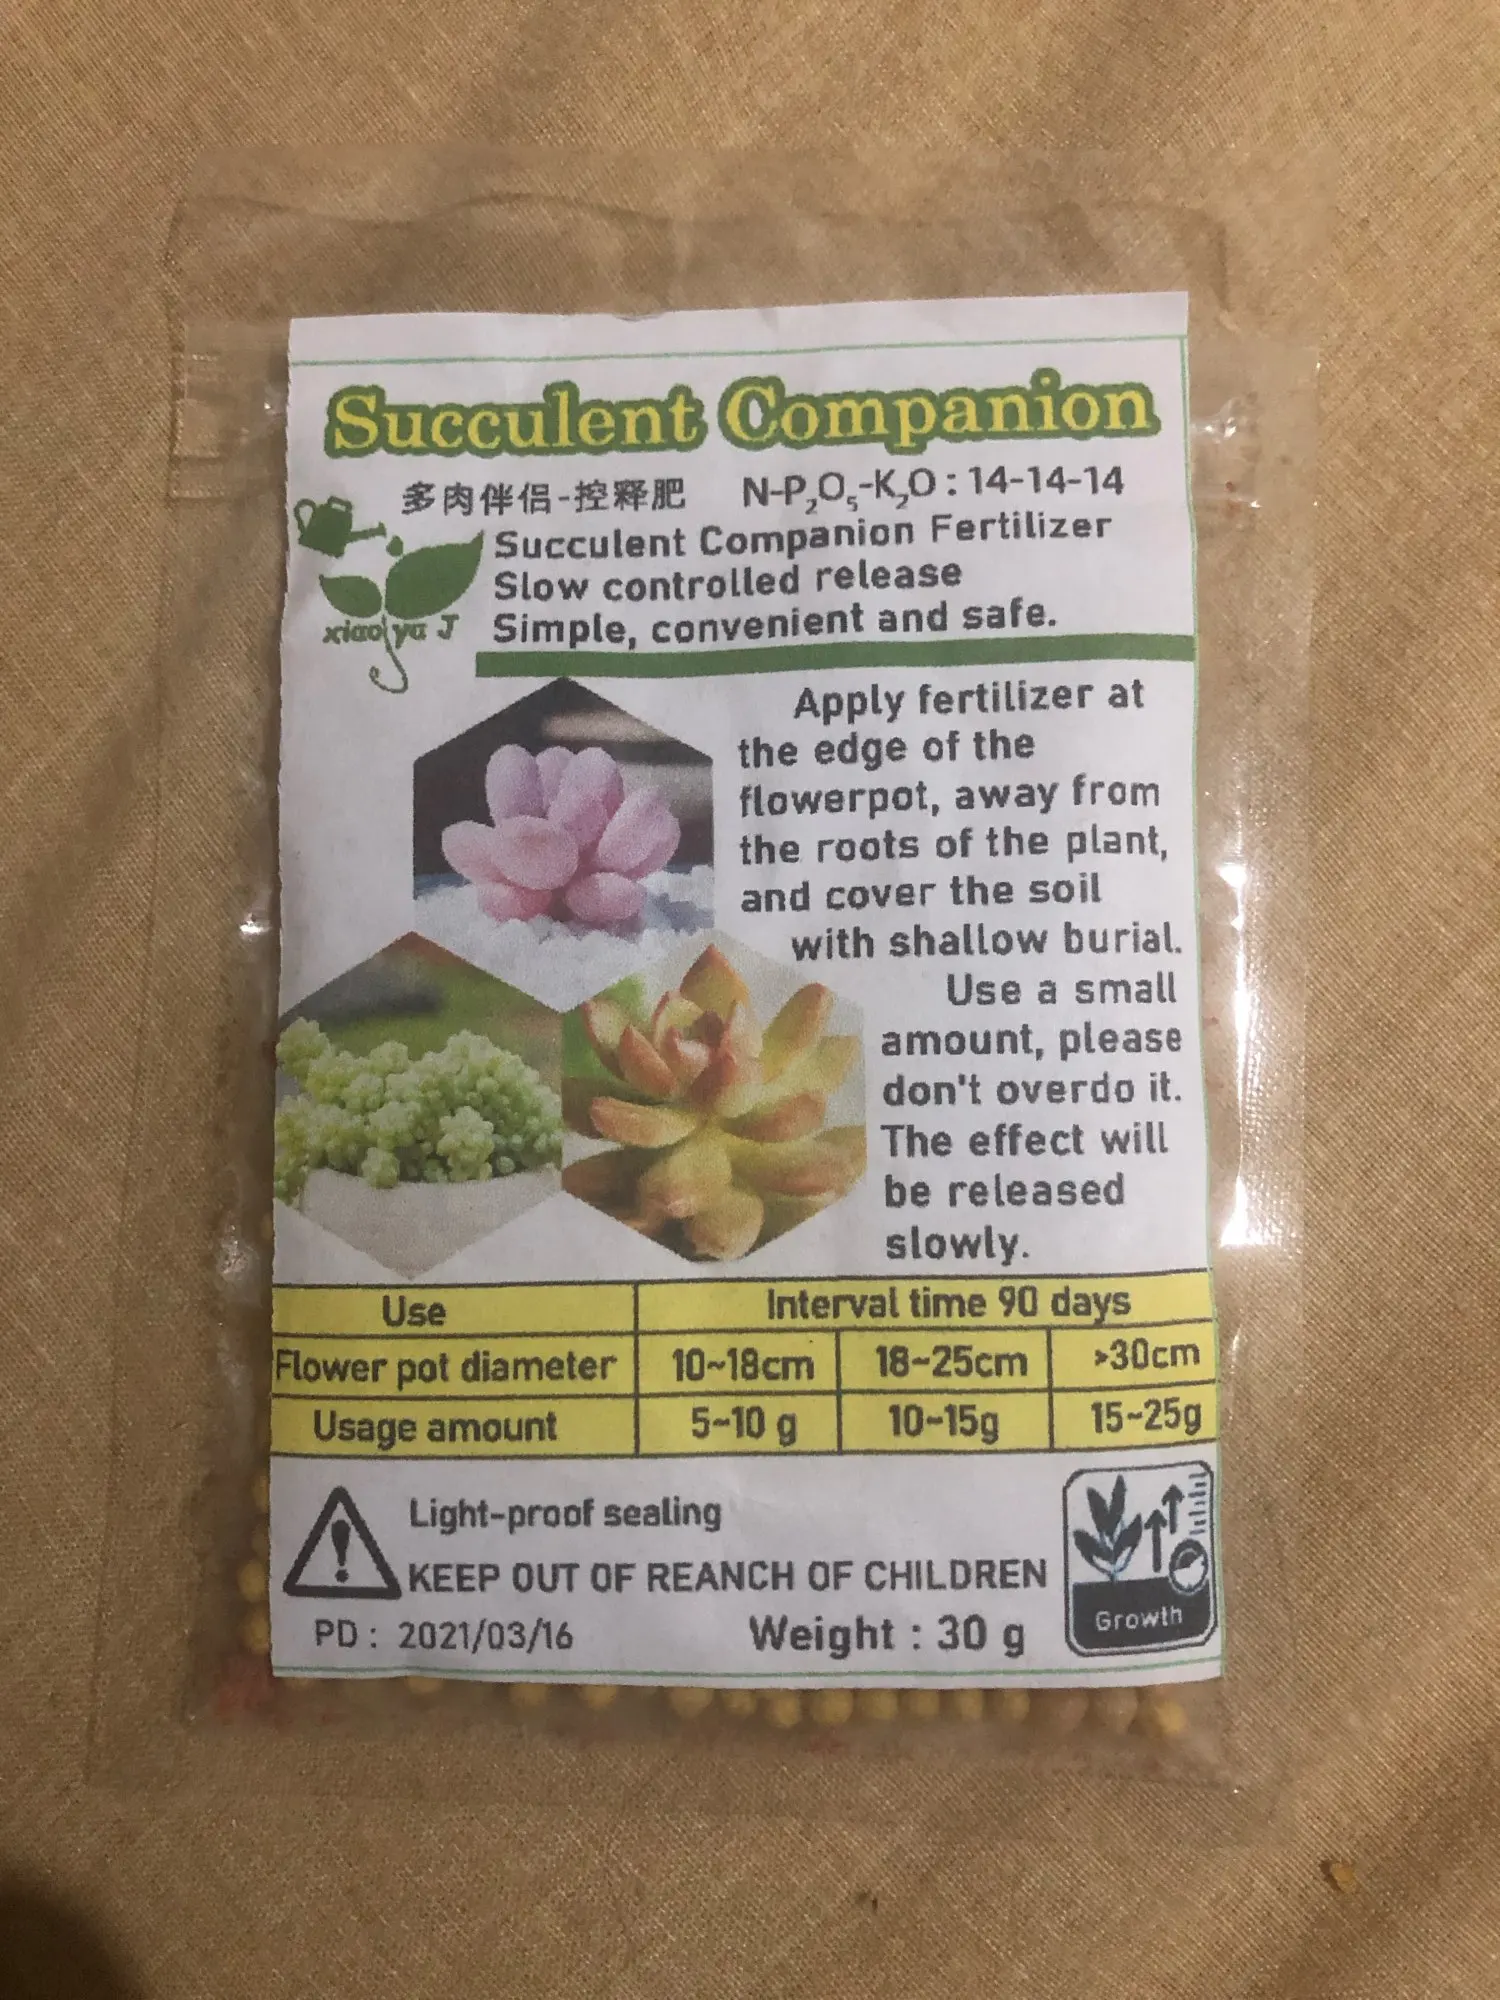 Succulent Companion
多肉伴侣-控释肥 N-P₂O₅-K₂O : 14-14-14
Succulent Companion Fertilizer
Slow controlled release
Simple, convenient and safe.
xiao ya J
Apply fertilizer at
the edge of the
flowerpot, away from
the roots of the plant,
and cover the soil
with shallow burial.
Use a small
amount, please
don't overdo it.
The effect will
be released
slowly.
Use Interval time 90 days
Flower pot diameter 10~18cm 18~25cm >30cm
Usage amount 5~10 g 10~15g 15~25g
Light-proof sealing
KEEP OUT OF REANCH OF CHILDREN
PD : 2021/03/16 Weight : 30 g
Growth